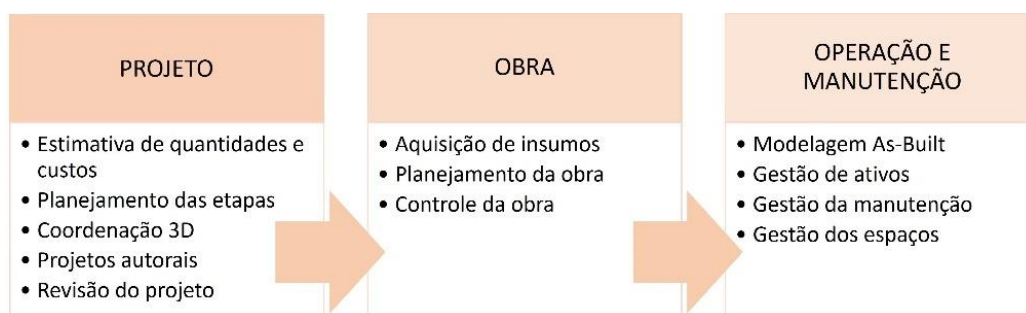 PROJETO
• Estimativa de quantidades e
custos
• Planejamento das etapas
• Coordenação 3D
• Projetos autorais
• Revisão do projeto
OBRA
• Aquisição de insumos
• Planejamento da obra
• Controle da obra
OPERAÇÃO E
MANUTENÇÃO
• Modelagem As-Built
• Gestão de ativos
• Gestão da manutenção
• Gestão dos espaços